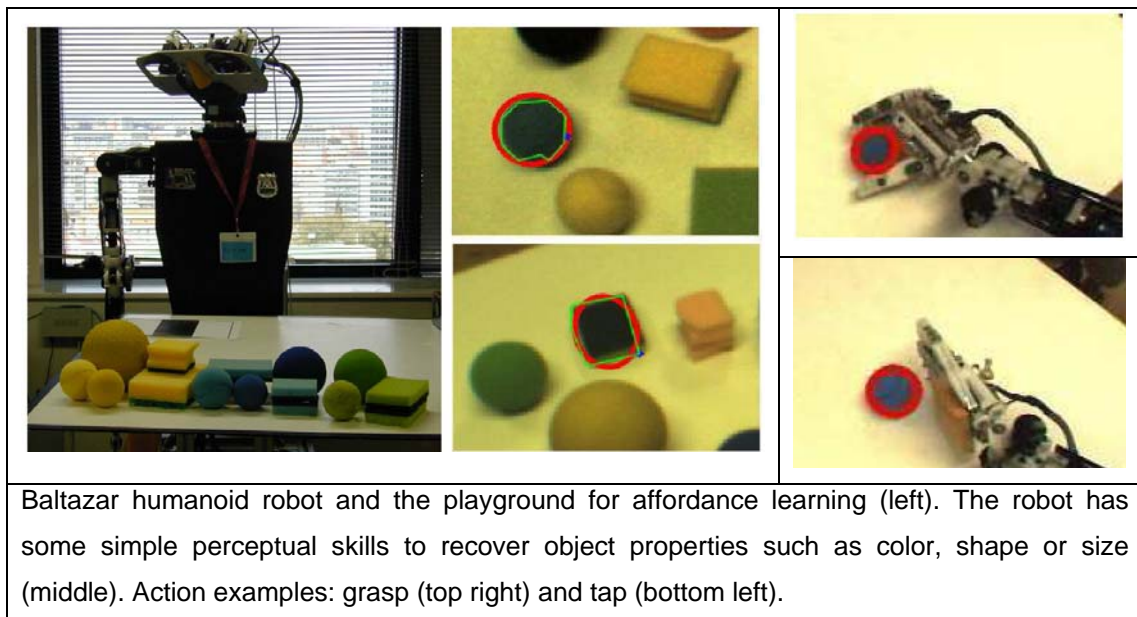 Baltazar humanoid robot and the playground for affordance learning (left). The robot has
some simple perceptual skills to recover object properties such as color, shape or size
(middle). Action examples: grasp (top right) and tap (bottom left).